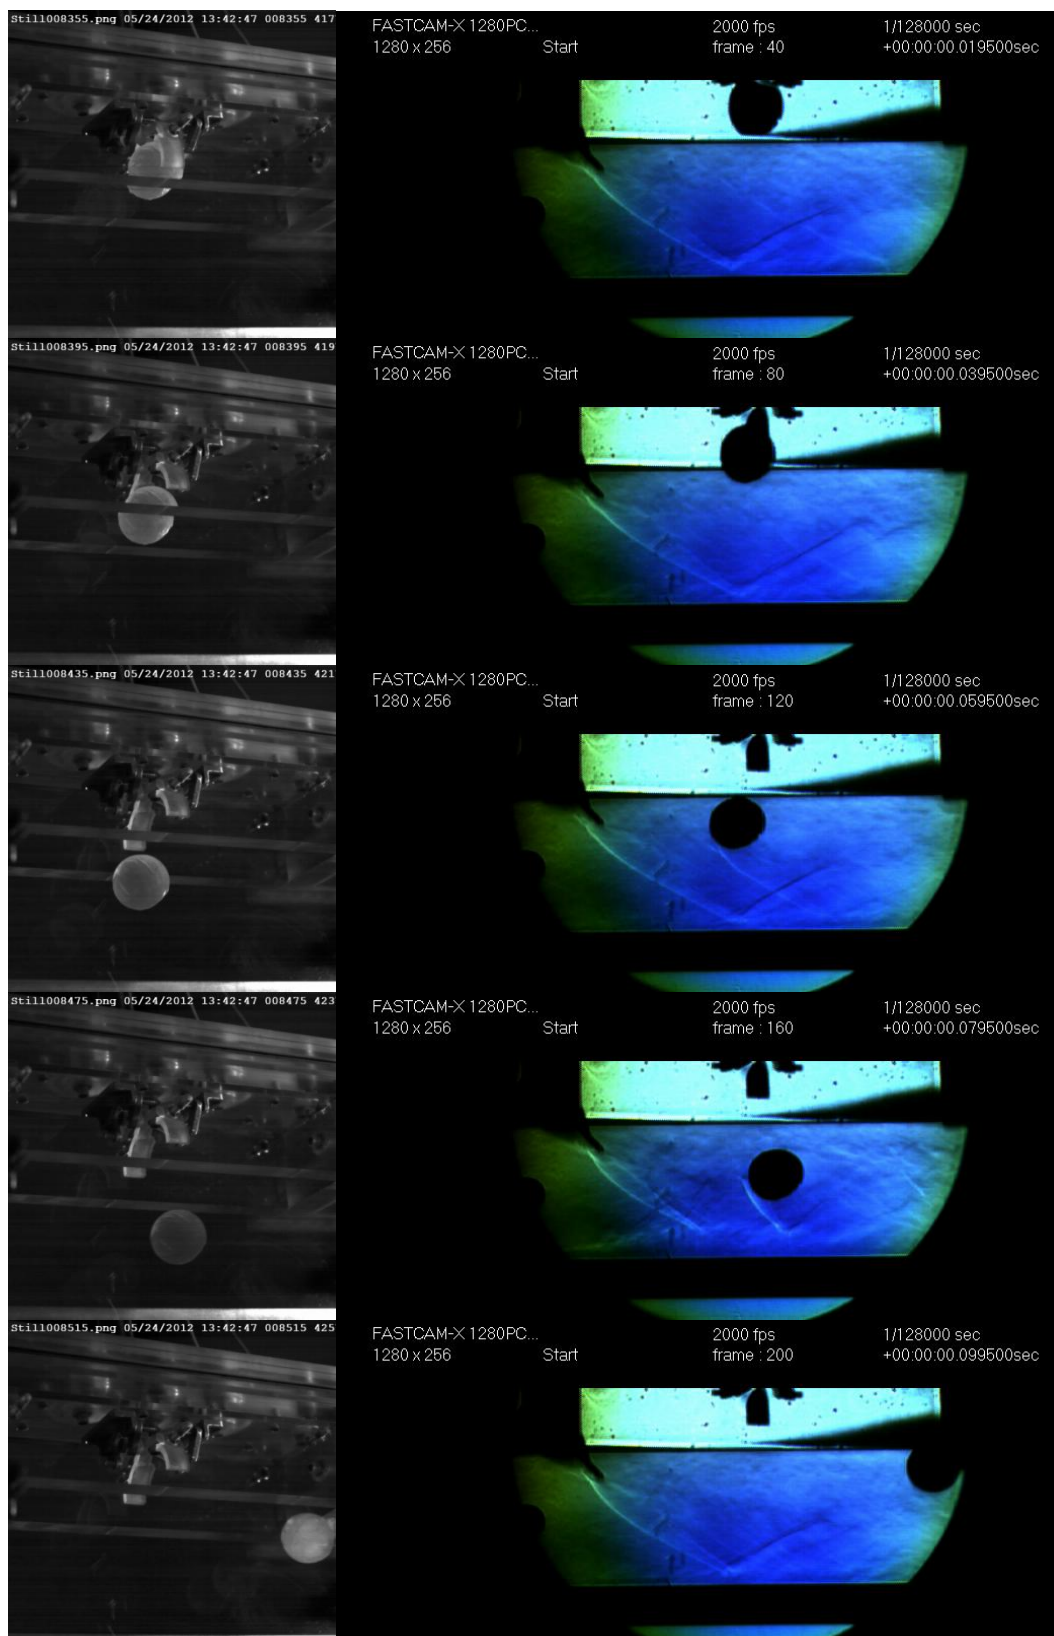 Still008355.png 05/24/2012 13:42:47 008355 417
FASTCAM-X 1280PC... 2000 fps 1/128000 sec
1280 x 256 Start frame : 40 +00:00:00.019500sec
Still008395.png 05/24/2012 13:42:47 008395 419
FASTCAM-X 1280PC... 2000 fps 1/128000 sec
1280 x 256 Start frame : 80 +00:00:00.039500sec
Still008435.png 05/24/2012 13:42:47 008435 421
FASTCAM-X 1280PC... 2000 fps 1/128000 sec
1280 x 256 Start frame : 120 +00:00:00.059500sec
Still008475.png 05/24/2012 13:42:47 008475 423
FASTCAM-X 1280PC... 2000 fps 1/128000 sec
1280 x 256 Start frame : 160 +00:00:00.079500sec
Still008515.png 05/24/2012 13:42:47 008515 425
FASTCAM-X 1280PC... 2000 fps 1/128000 sec
1280 x 256 Start frame : 200 +00:00:00.099500sec